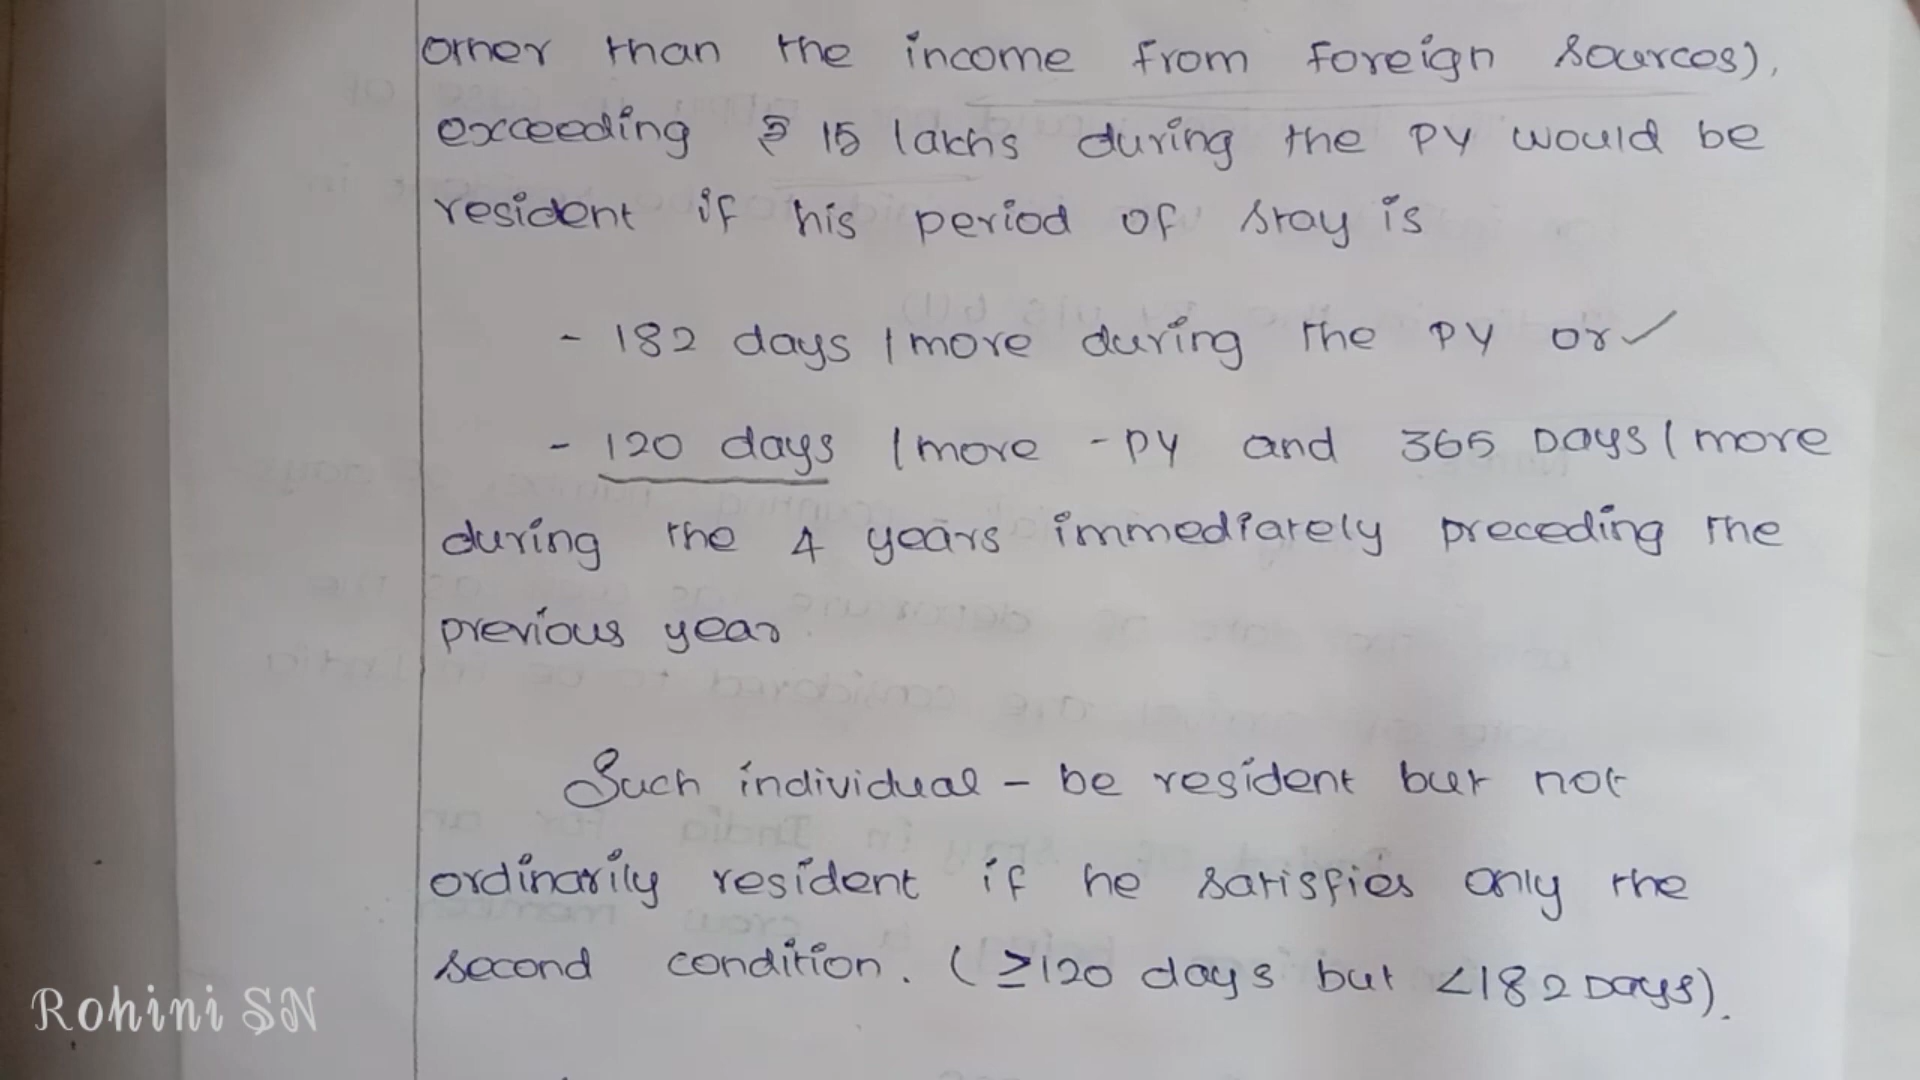 other than the income from foreign sources),
exceeding ₹ 15 lakhs during the PY would be
resident if his period of stay is
- 182 days / more during the PY or ✓
- 120 days / more - PY and 365 Days / more
during the 4 years immediately preceding the
previous year
Such individual - be resident but not
ordinarily resident if he satisfies only the
second condition. (≥120 days but <182 Days).
Rohini SN